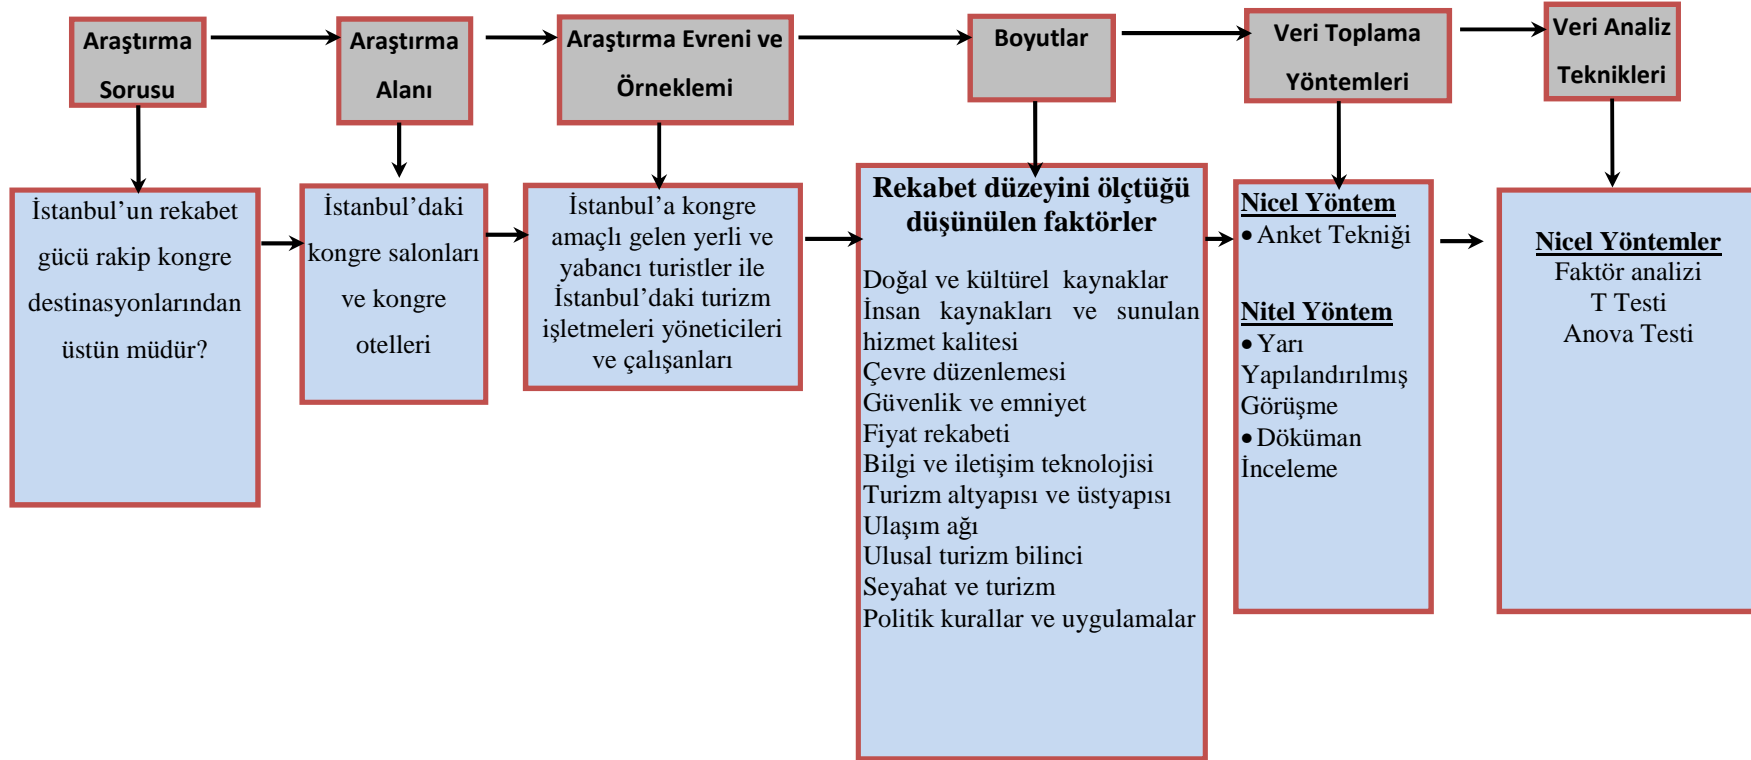 Araştırma
Sorusu
Araştırma
Alanı
Araştırma Evreni ve
Örneklemi
Boyutlar
Veri Toplama
Yöntemleri
Veri Analiz
Teknikleri
İstanbul’un rekabet
gücü rakip kongre
destinasyonlarından
üstün müdür?
İstanbul’daki
kongre salonları
ve kongre
otelleri
İstanbul’a kongre
amaçlı gelen yerli ve
yabancı turistler ile
İstanbul’daki turizm
işletmeleri yöneticileri
ve çalışanları
Rekabet düzeyini ölçtüğü
düşünülen faktörler
Doğal ve kültürel kaynaklar
İnsan kaynakları ve sunulan
hizmet kalitesi
Çevre düzenlemesi
Güvenlik ve emniyet
Fiyat rekabeti
Bilgi ve iletişim teknolojisi
Turizm altyapısı ve üstyapısı
Ulaşım ağı
Ulusal turizm bilinci
Seyahat ve turizm
Politik kurallar ve uygulamalar
Nicel Yöntem
• Anket Tekniği
Nitel Yöntem
• Yarı
Yapılandırılmış
Görüşme
• Döküman
İnceleme
Nicel Yöntemler
Faktör analizi
T Testi
Anova Testi